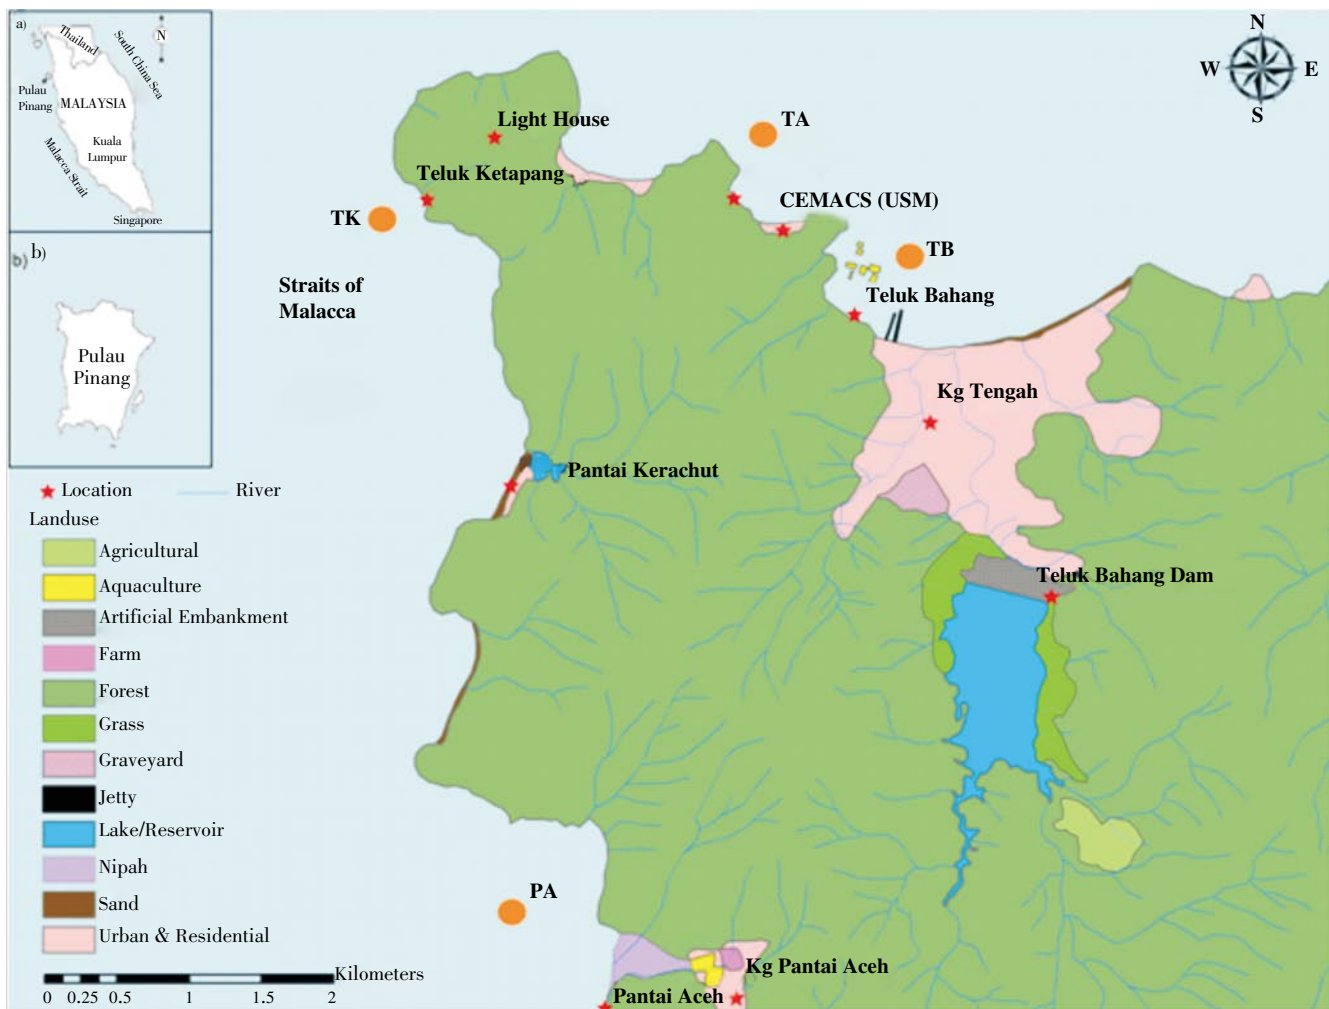 a)
Thailand
South China Sea
N
Pulau
Pinang
MALAYSIA
Kuala
Lumpur
Malacca Strait
Singapore
b)
b)
Pulau
Pinang
N
W
E
S
Light House
TA
Teluk Ketapang
CEMACS (USM)
TK
TB
Straits of
Malacca
Teluk Bahang
Kg Tengah
Pantai Kerachut
Teluk Bahang Dam
PA
Kg Pantai Aceh
Pantai Aceh
Location
River
Landuse
Agricultural
Aquaculture
Artificial Embankment
Farm
Forest
Grass
Graveyard
Jetty
Lake/Reservoir
Nipah
Sand
Urban & Residential
Kilometers
0 0.25 0.5 1 1.5 2